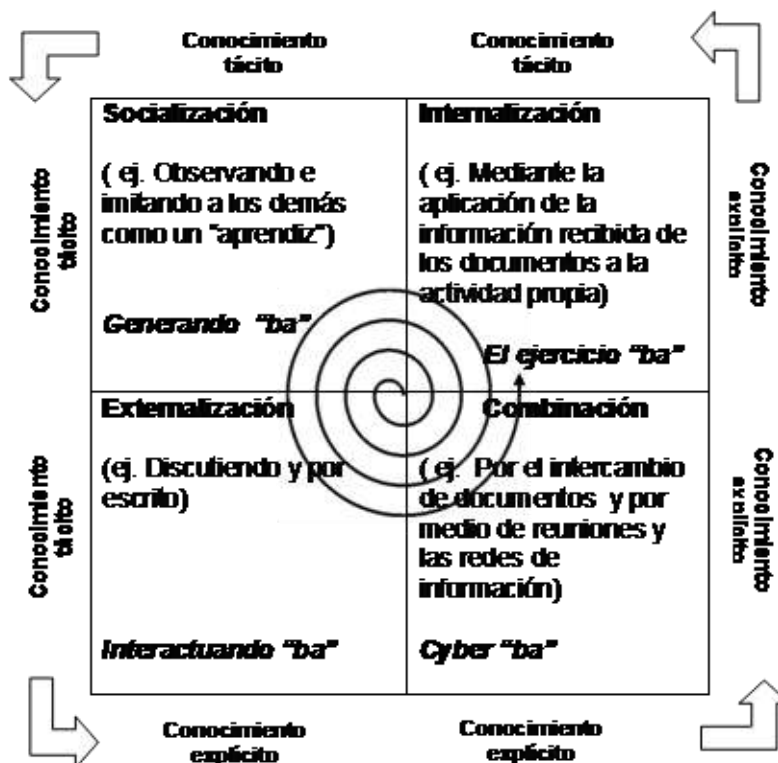 Conocimiento
tácito
Conocimiento
tácito
Conocimiento
tácito
Socialización
( ej. Observando e
imitando a los demás
como un "aprendiz")
Generando "ba"
Internalización
( ej. Mediante la
aplicación de la
información recibida de
los documentos a la
actividad propia)
El ejercicio "ba"
Conocimiento
explícito
Conocimiento
tácito
Externalización
(ej. Discutiendo y por
escrito)
Interactuando "ba"
Combinación
( ej. Por el intercambio
de documentos y por
medio de reuniones y
las redes de
información)
Cyber "ba"
Conocimiento
explícito
Conocimiento
explícito
Conocimiento
explícito